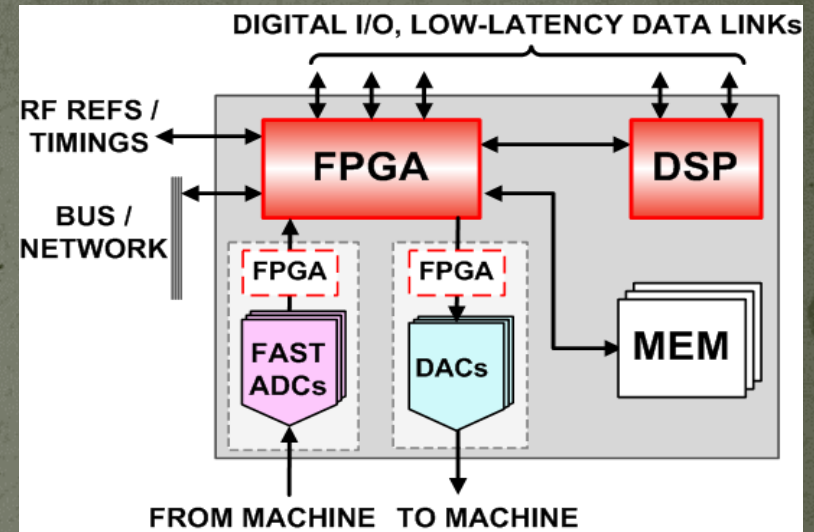 DIGITAL I/O, LOW-LATENCY DATA LINKs
RF REFS /
TIMINGS
FPGA
DSP
BUS /
NETWORK
FPGA
FPGA
FAST
ADCs
DACs
MEM
FROM MACHINE
TO MACHINE